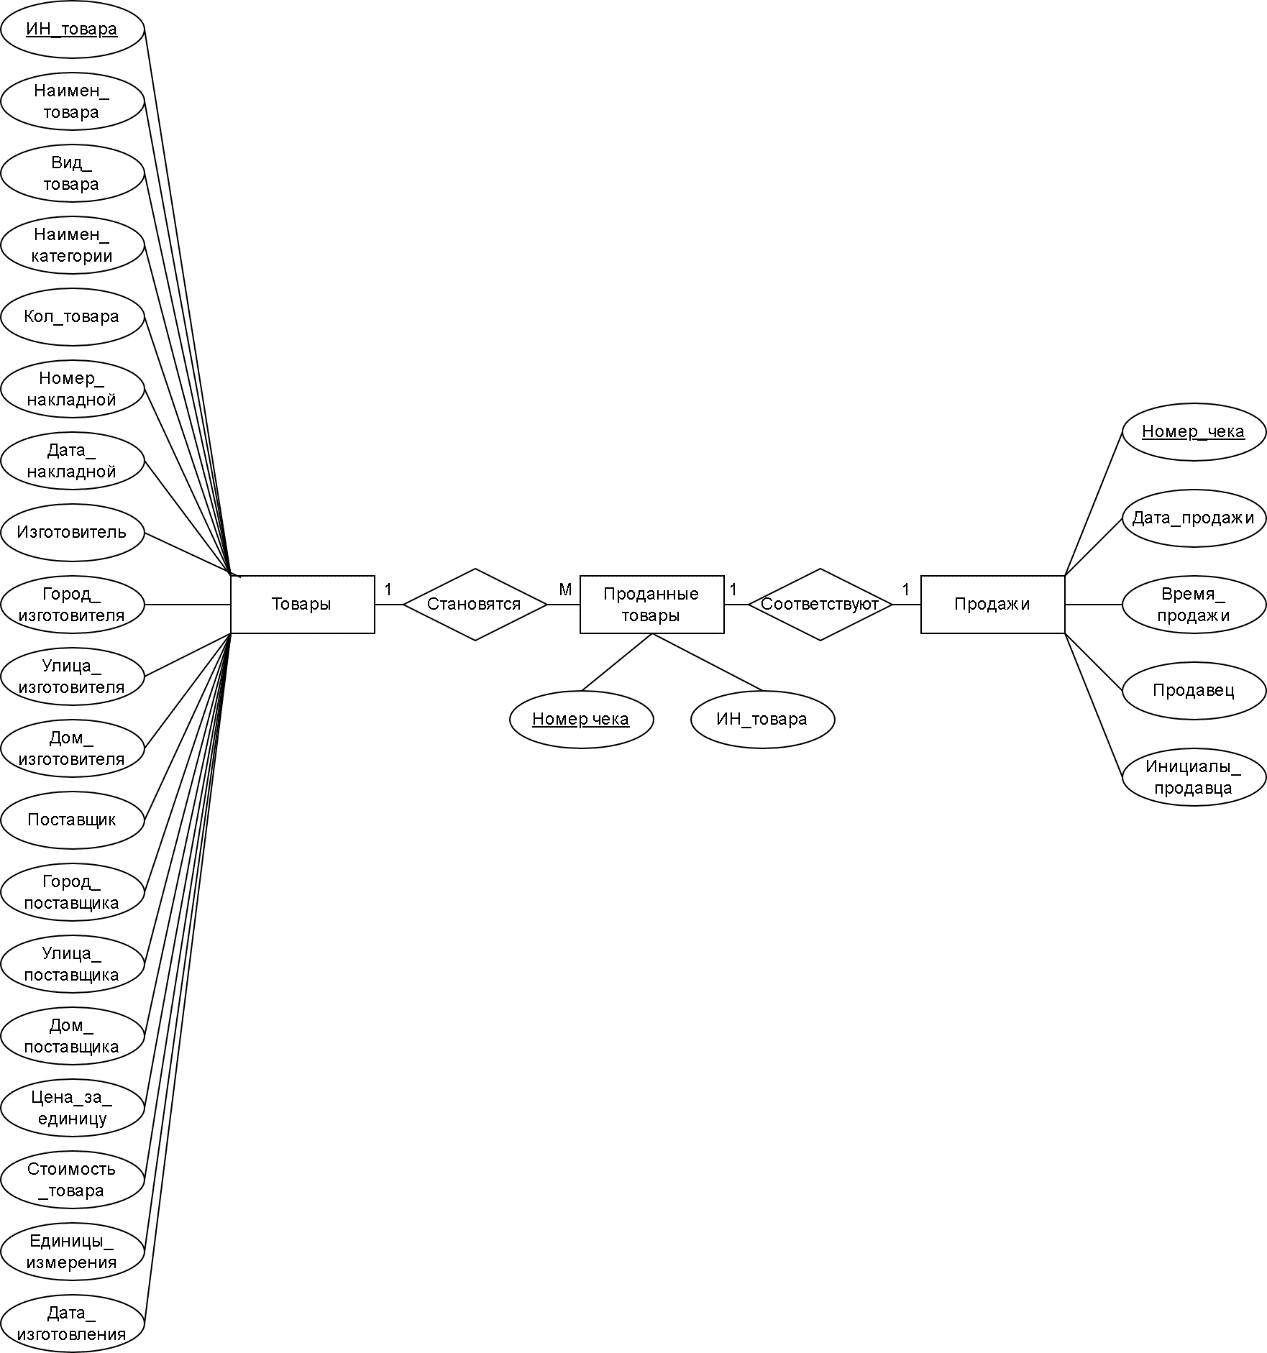 ИН_товара
Наимен_
товара
Вид_
товара
Наимен_
категории
Кол_товара
Номер_
накладной
Дата_
накладной
Изготовитель
Город_
изготовителя
Улица_
изготовителя
Дом_
изготовителя
Поставщик
Город_
поставщика
Улица_
поставщика
Дом_
поставщика
Цена_за_
единицу
Стоимость
_товара
Единицы_
измерения
Дата_
изготовления
Товары
1
Становятся
М
Проданные
товары
1
Соответствуют
1
Продажи
Номер чека
ИН_товара
Номер_чека
Дата_продажи
Время_
продажи
Продавец
Инициалы_
продавца